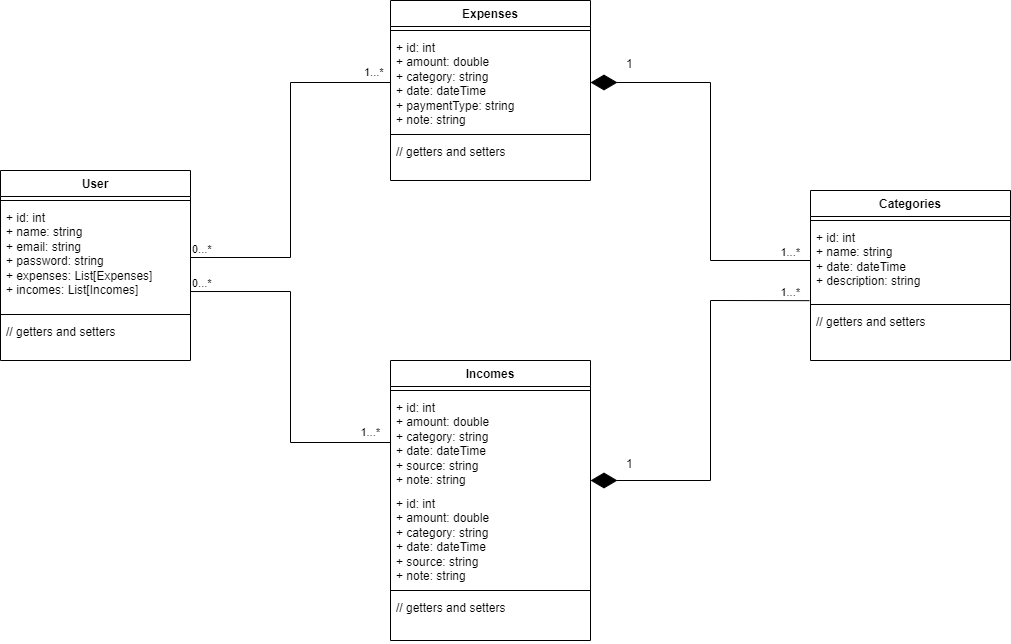 Expenses
+ id: int
+ amount: double
+ category: string
+ date: dateTime
+ paymentType: string
+ note: string
// getters and setters
1...*
1
User
+ id: int
+ name: string
+ email: string
+ password: string
+ expenses: List[Expenses]
+ incomes: List[Incomes]
// getters and setters
0...*
0...*
Categories
+ id: int
+ name: string
+ date: dateTime
+ description: string
// getters and setters
1...*
1...*
Incomes
+ id: int
+ amount: double
+ category: string
+ date: dateTime
+ source: string
+ note: string
+ id: int
+ amount: double
+ category: string
+ date: dateTime
+ source: string
+ note: string
// getters and setters
1...*
1